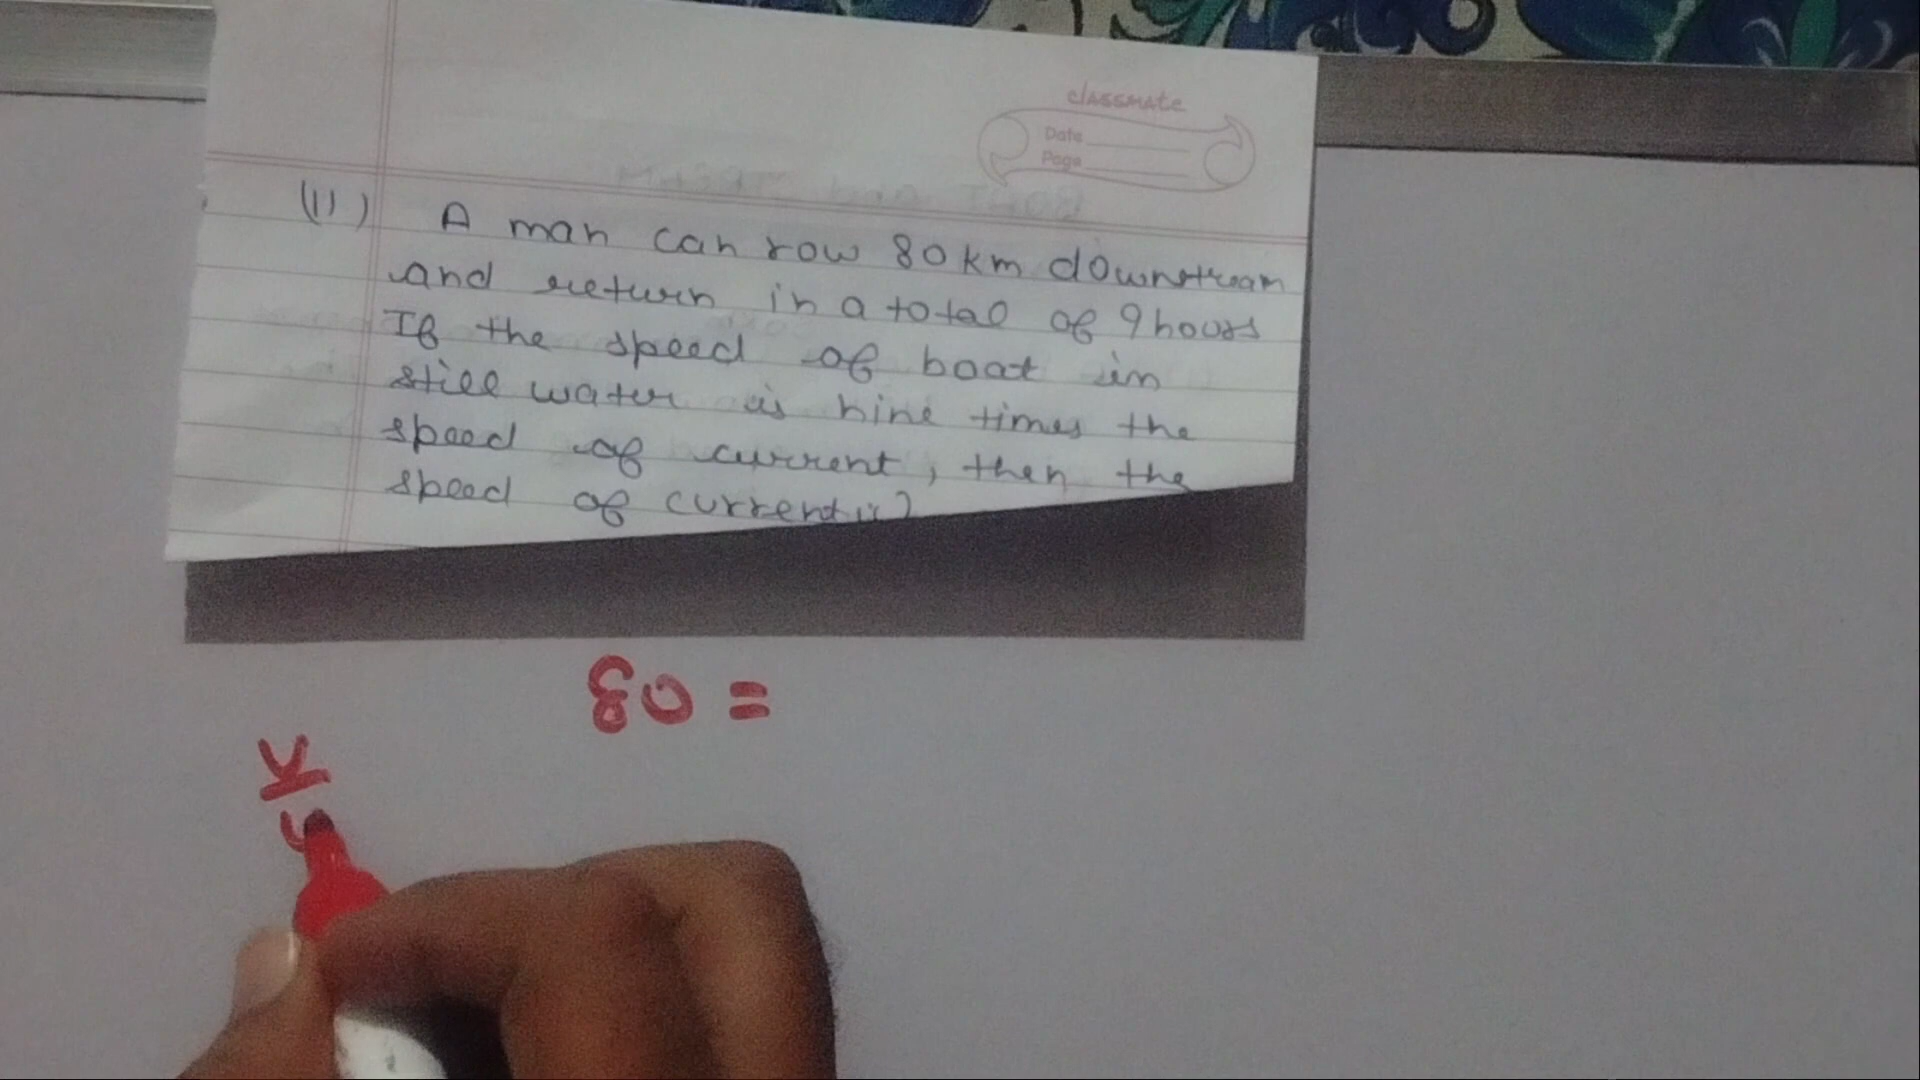 classmate
Date
Page
(11) A man can row 80 km downstream
and return in a total of 9 hours
If the speed of boat in
still water is nine times the
speed of current, then the
speed of current is?
80 =